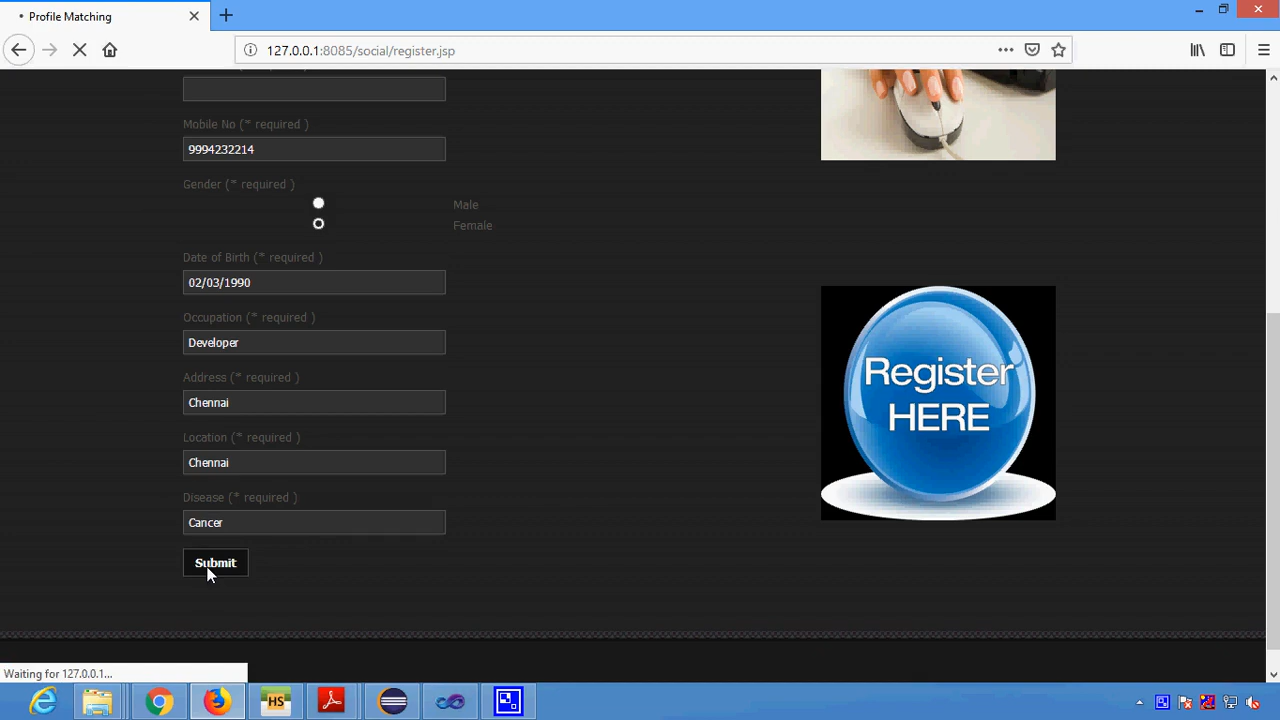 Profile Matching
127.0.0.1:8085/social/register.jsp
Mobile No (* required )
9994232214
Gender (* required )
Male
Female
Date of Birth (* required )
02/03/1990
Occupation (* required )
Developer
Address (* required )
Chennai
Location (* required )
Chennai
Disease (* required )
Cancer
Submit
Register
HERE
Waiting for 127.0.0.1...
HS